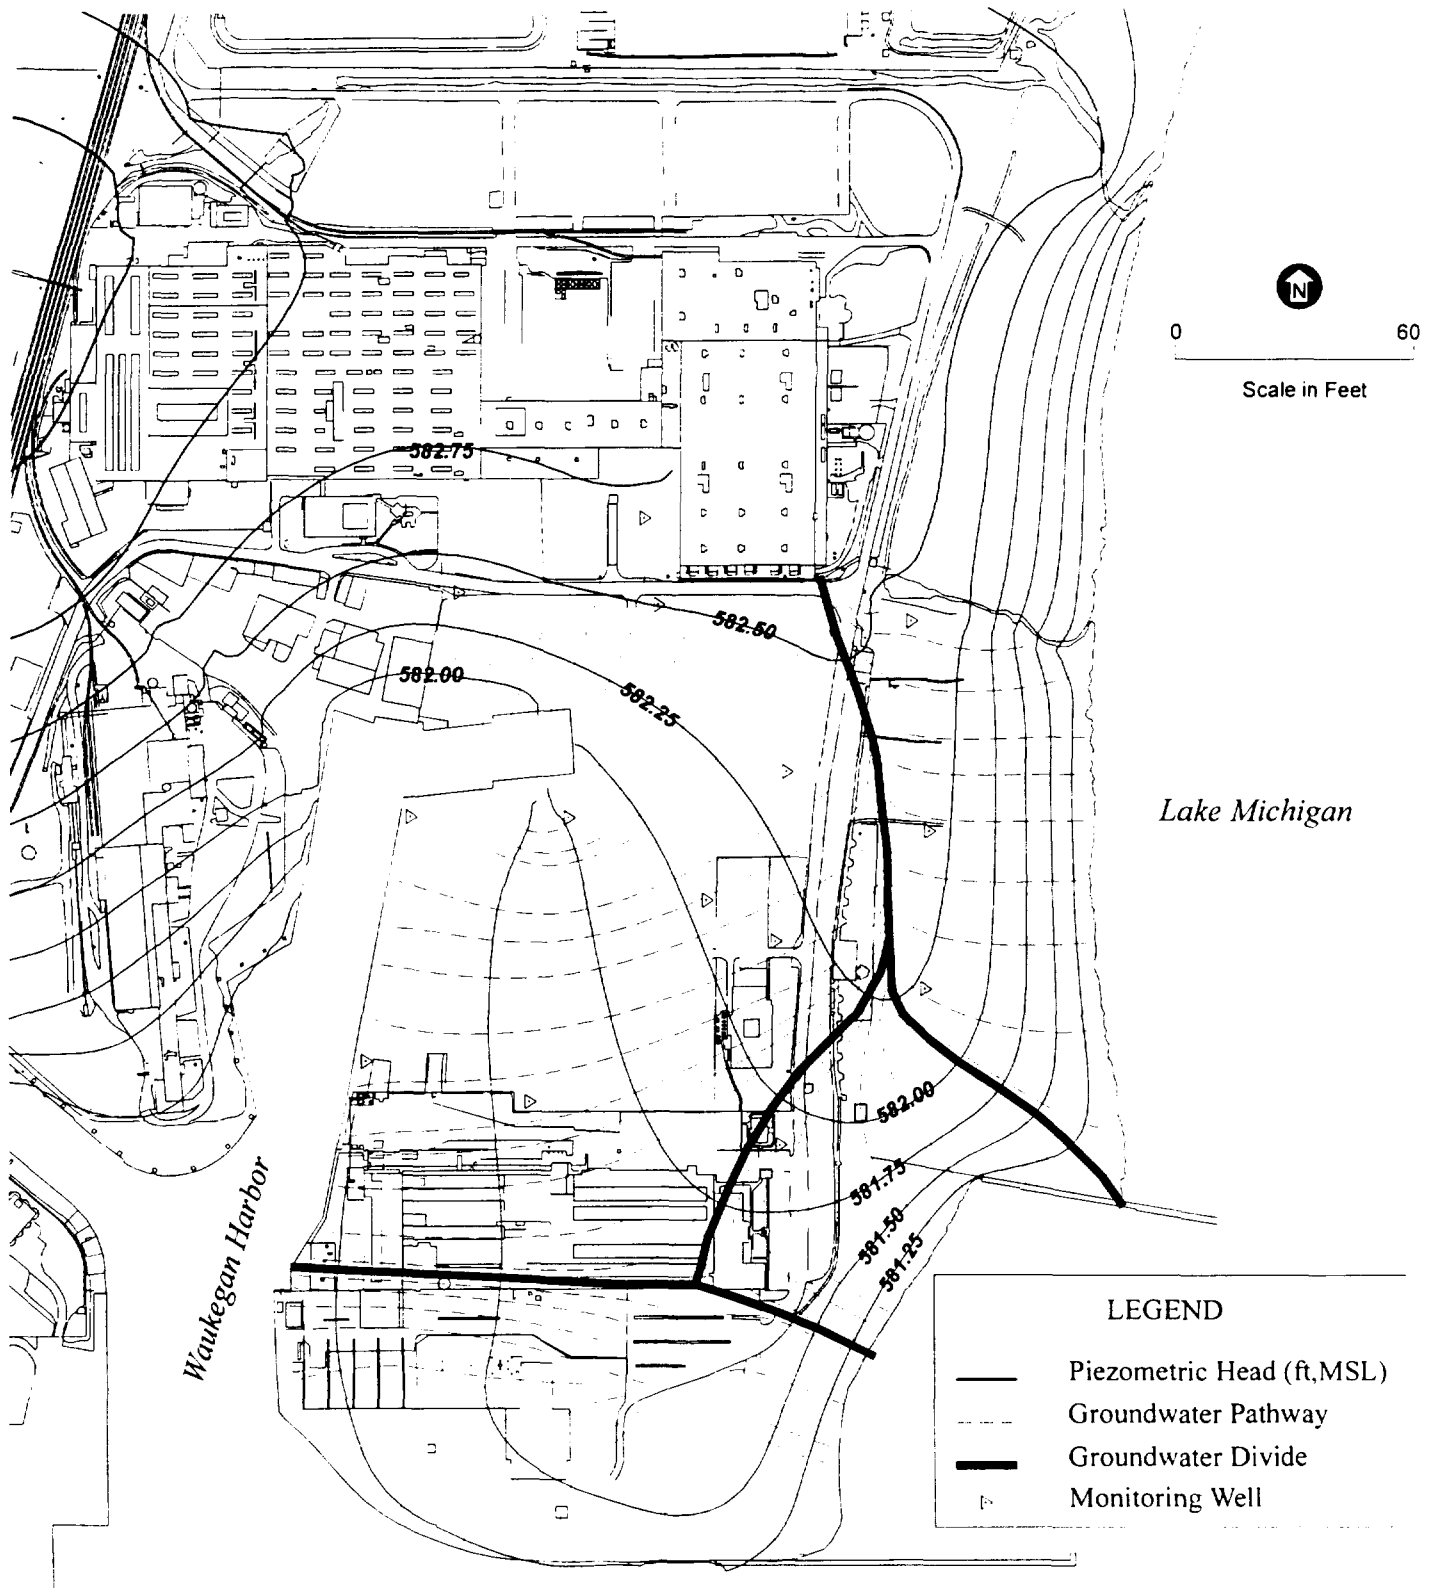 N
0 60
Scale in Feet
582.75
582.50
582.00
582.25
Lake Michigan
582.00
581.75
581.50
581.25
Waukegan Harbor
LEGEND
Piezometric Head (ft,MSL)
Groundwater Pathway
Groundwater Divide
Monitoring Well